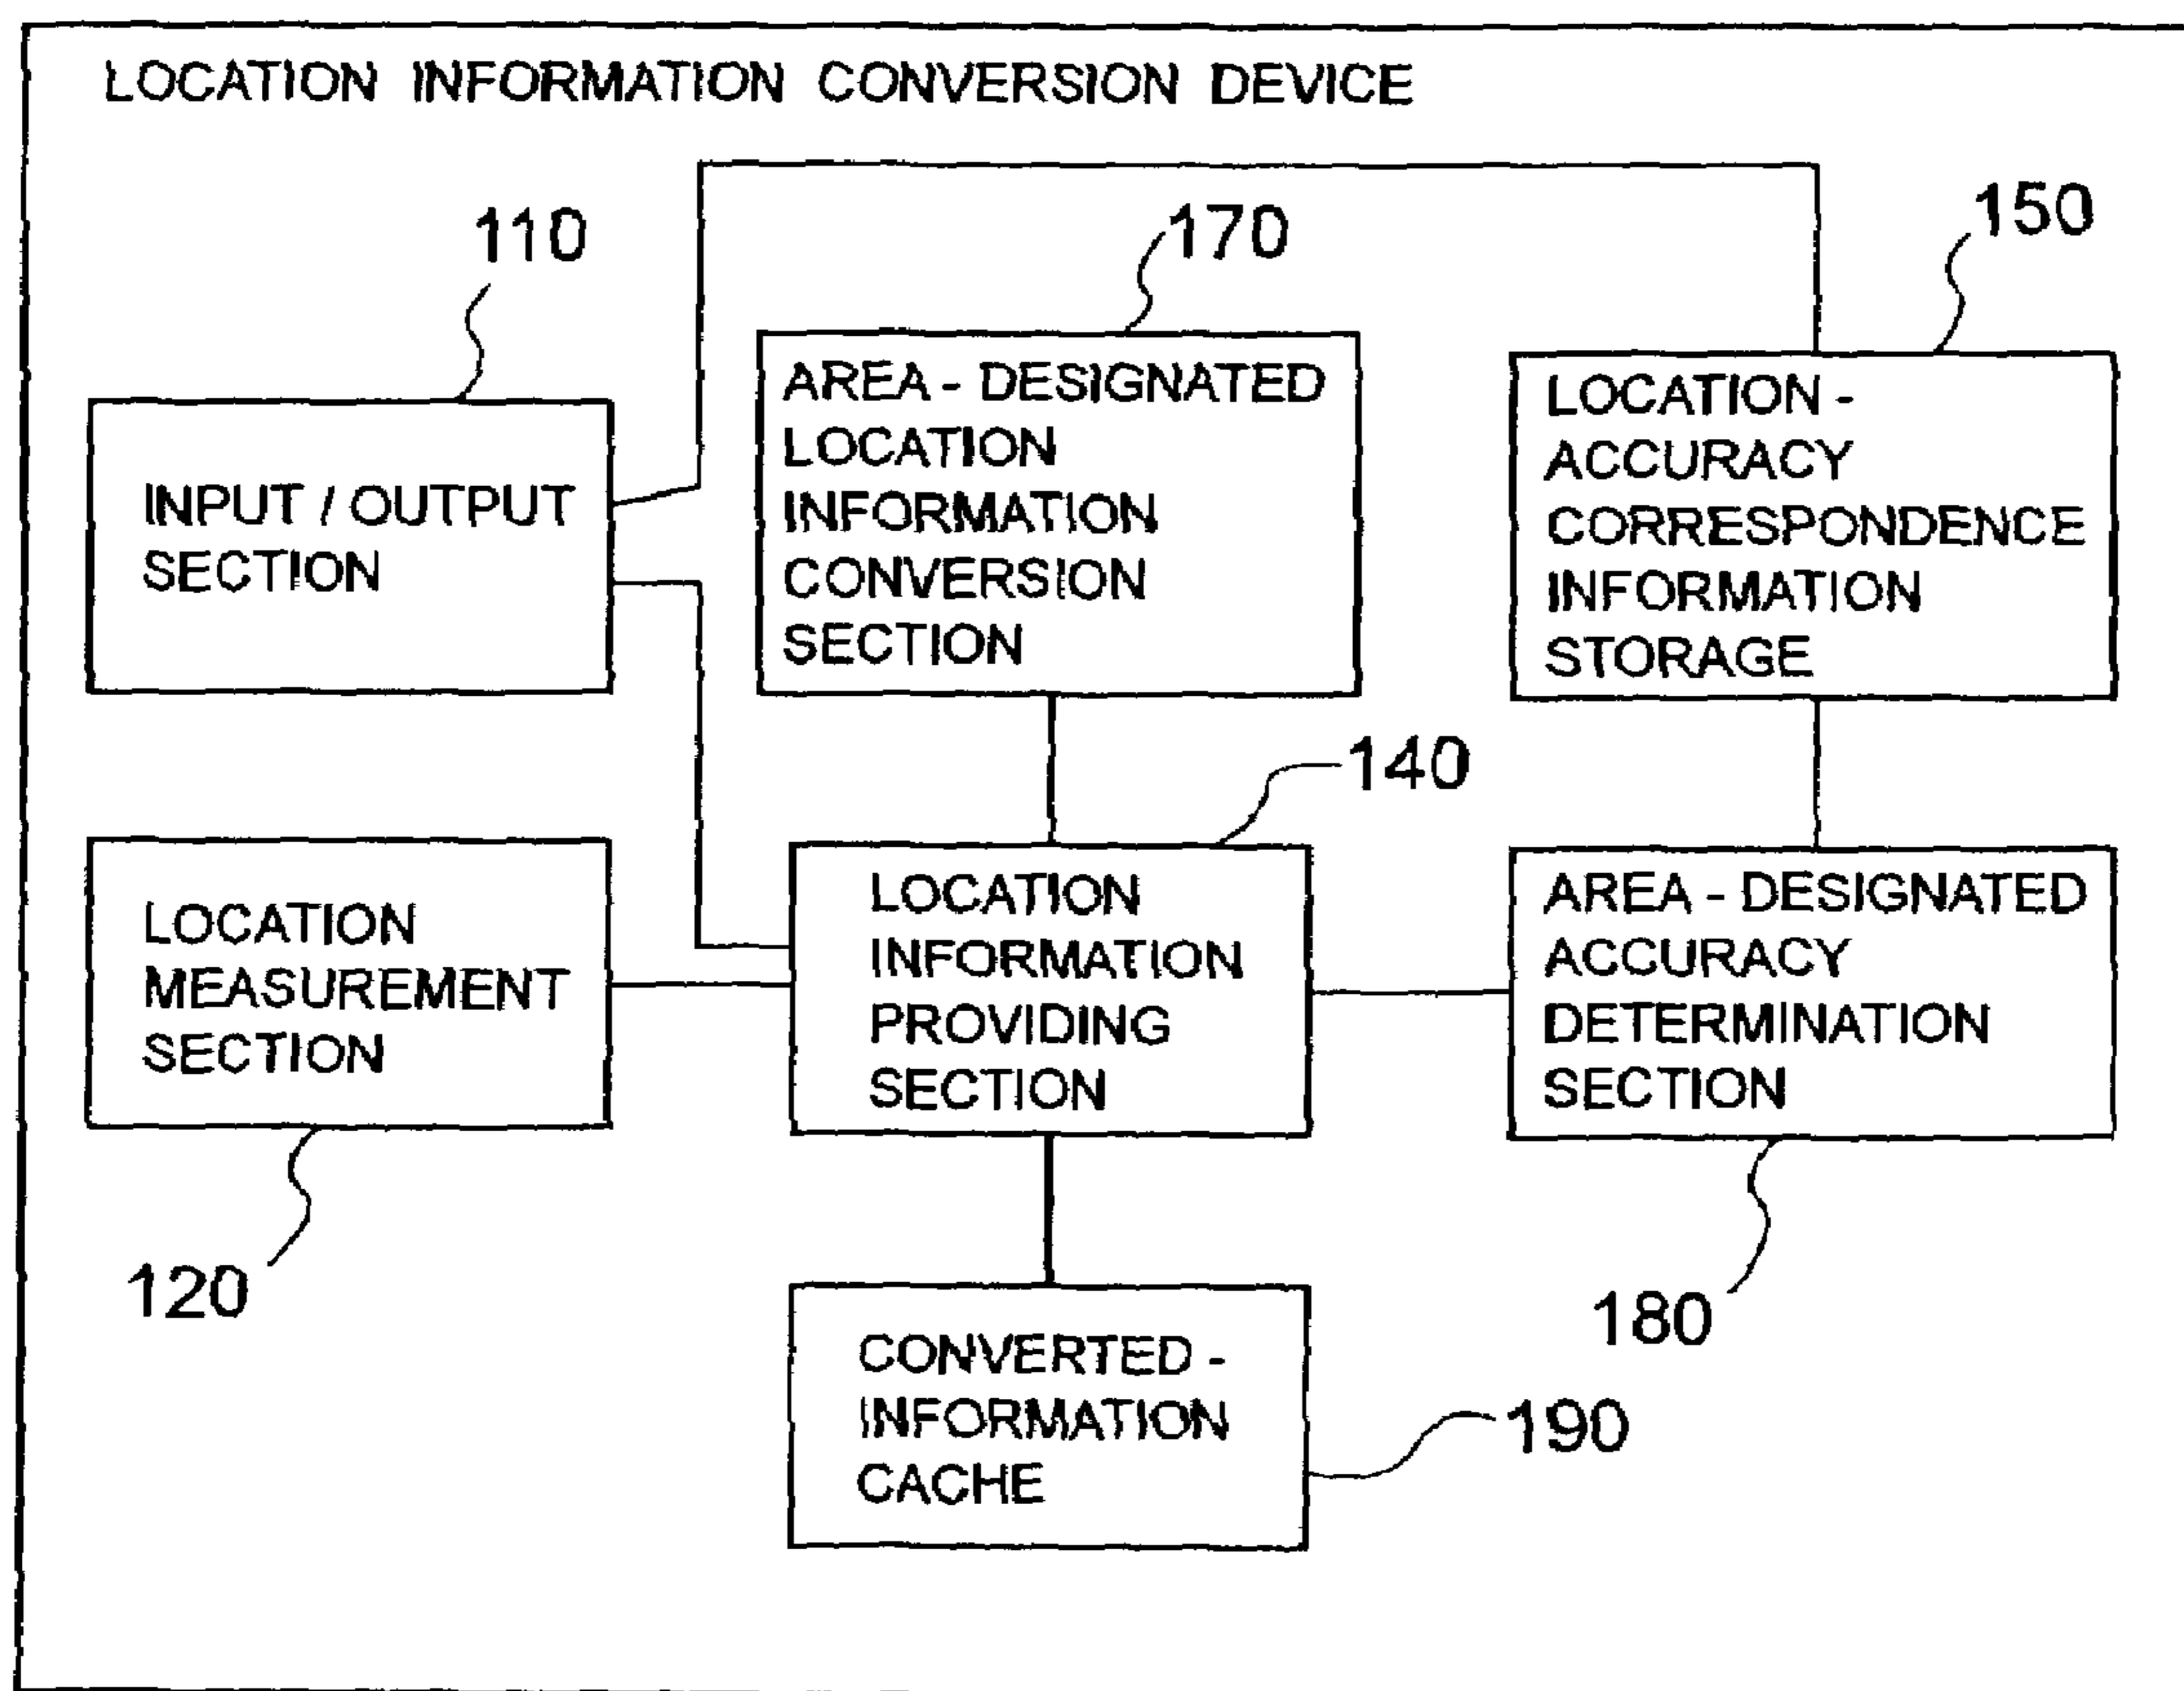 LOCATION INFORMATION CONVERSION DEVICE
110
170
150
INPUT / OUTPUT
SECTION
AREA - DESIGNATED
LOCATION
INFORMATION
CONVERSION
SECTION
LOCATION -
ACCURACY
CORRESPONDENCE
INFORMATION
STORAGE
140
LOCATION
MEASUREMENT
SECTION
LOCATION
INFORMATION
PROVIDING
SECTION
AREA - DESIGNATED
ACCURACY
DETERMINATION
SECTION
120
180
CONVERTED -
INFORMATION
CACHE
190